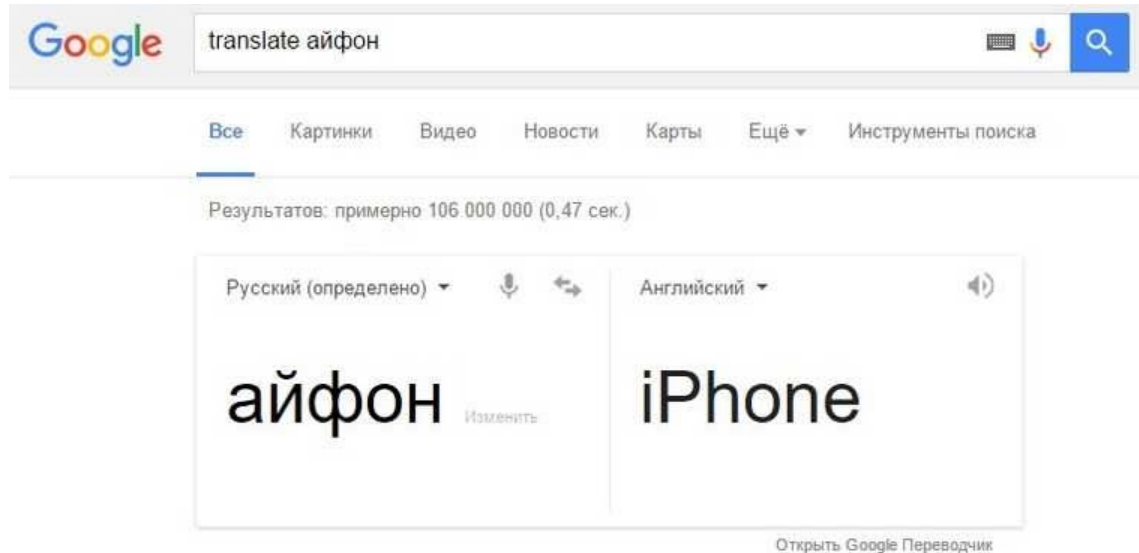 Google translate айфон
Все Картинки Видео Новости Карты Ещё Инструменты поиска
Результатов: примерно 106 000 000 (0,47 сек.)
Русский (определено) Английский
айфон Изменить iPhone
Открыть Google Переводчик